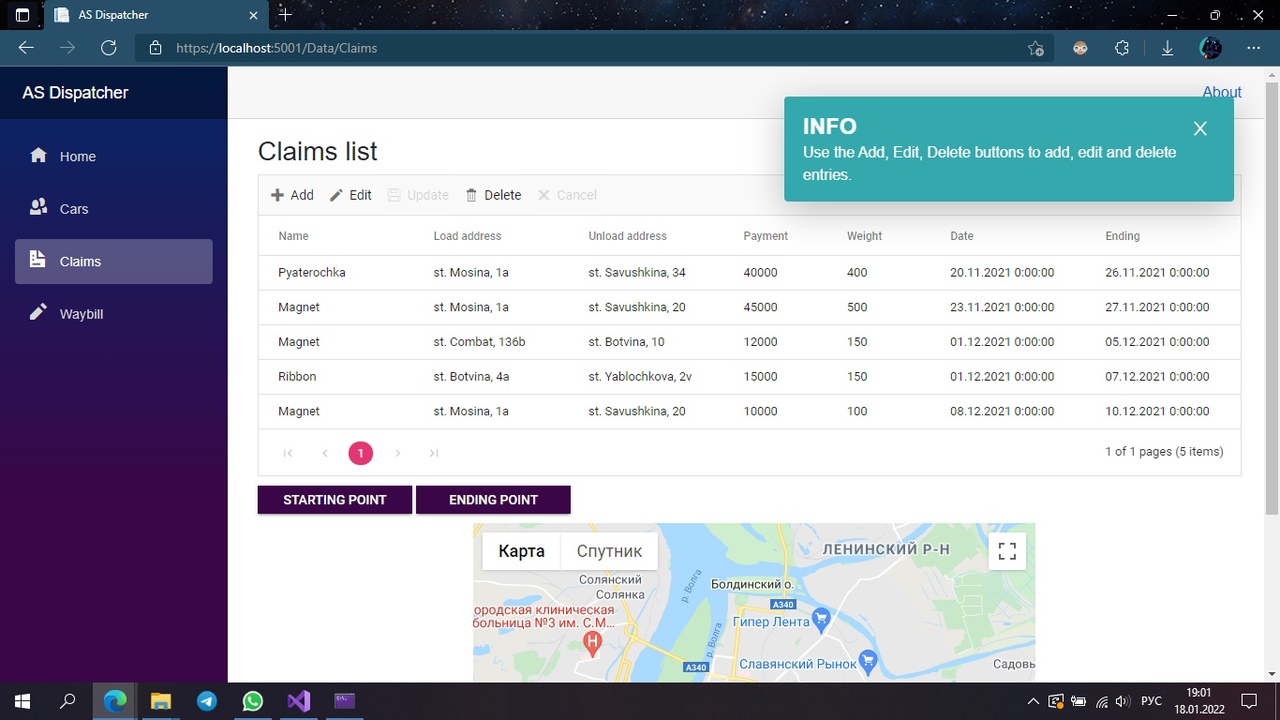 AS Dispatcher
https://localhost:5001/Data/Claims
AS Dispatcher
About
Home
Cars
Claims
Waybill
INFO
Use the Add, Edit, Delete buttons to add, edit and delete
entries.
Claims list
Add Edit Update Delete Cancel
Name Load address Unload address Payment Weight Date Ending
Pyaterochka st. Mosina, 1a st. Savushkina, 34 40000 400 20.11.2021 0:00:00 26.11.2021 0:00:00
Magnet st. Mosina, 1a st. Savushkina, 20 45000 500 23.11.2021 0:00:00 27.11.2021 0:00:00
Magnet st. Combat, 136b st. Botvina, 10 12000 150 01.12.2021 0:00:00 05.12.2021 0:00:00
Ribbon st. Botvina, 4a st. Yablochkova, 2v 15000 150 01.12.2021 0:00:00 07.12.2021 0:00:00
Magnet st. Mosina, 1a st. Savushkina, 20 10000 100 08.12.2021 0:00:00 10.12.2021 0:00:00
1
1 of 1 pages (5 items)
STARTING POINT ENDING POINT
Карта Спутник
ЛЕНИНСКИЙ Р-Н
Солянский
Солянка
Болдинский о.
р. Волга
A340
ородская клиническая
больница №3 им. С.М...
H
Гипер Лента
р. Волга
A340
Славянский Рынок
Садовь
РУС
19:01
18.01.2022